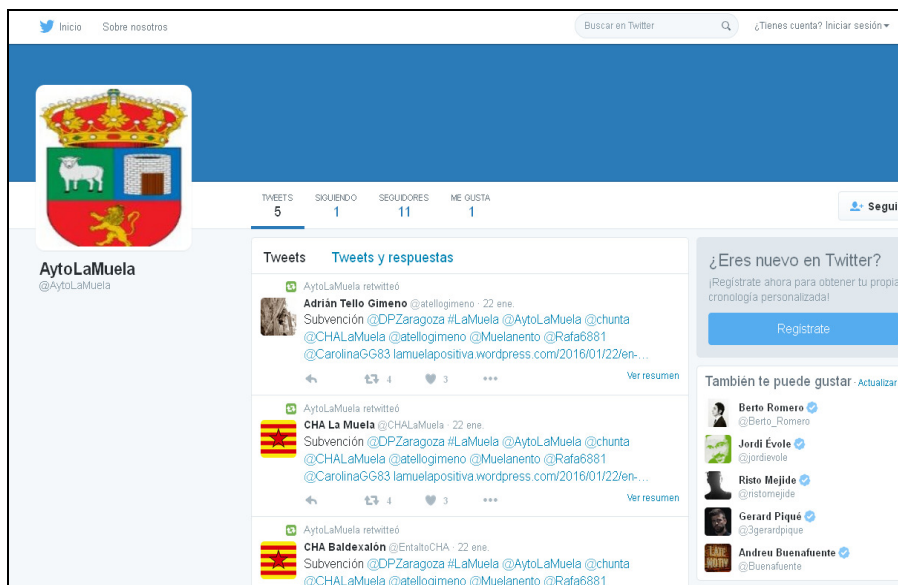 Inicio Sobre nosotros
Buscar en Twitter
¿Tienes cuenta? Iniciar sesión
TWEETS SIGUIENDO SEGUIDORES ME GUSTA
5 1 11 1
Segui
AytoLaMuela
@AytoLaMuela
Tweets Tweets y respuestas
AytoLaMuela retwitteó
Adrián Tello Gimeno @atellogimeno · 22 ene.
Subvención @DPZaragoza #LaMuela @AytoLaMuela @chunta
@CHALaMuela @atellogimeno @Muelanento @Rafa6881
@CarolinaGG83 lamuelapositiva.wordpress.com/2016/01/22/en-...
4 3
Ver resumen
AytoLaMuela retwitteó
CHA La Muela @CHALaMuela · 22 ene.
Subvención @DPZaragoza #LaMuela @AytoLaMuela @chunta
@CHALaMuela @atellogimeno @Muelanento @Rafa6881
@CarolinaGG83 lamuelapositiva.wordpress.com/2016/01/22/en-...
4 3
Ver resumen
AytoLaMuela retwitteó
CHA Baldexalón @EntaltoCHA · 22 ene.
Subvención @DPZaragoza #LaMuela @AytoLaMuela @chunta
@CHALaMuela @atellogimeno @Muelanento @Rafa6881
¿Eres nuevo en Twitter?
¡Regístrate ahora para obtener tu propia
cronología personalizada!
Regístrate
También te puede gustar · Actualizar
Berto Romero
@Berto_Romero
Jordi Évole
@jordievole
Risto Mejide
@ristomejide
Gerard Piqué
@3gerardpique
Andreu Buenafuente
@Buenafuente
LATE
MOTIV